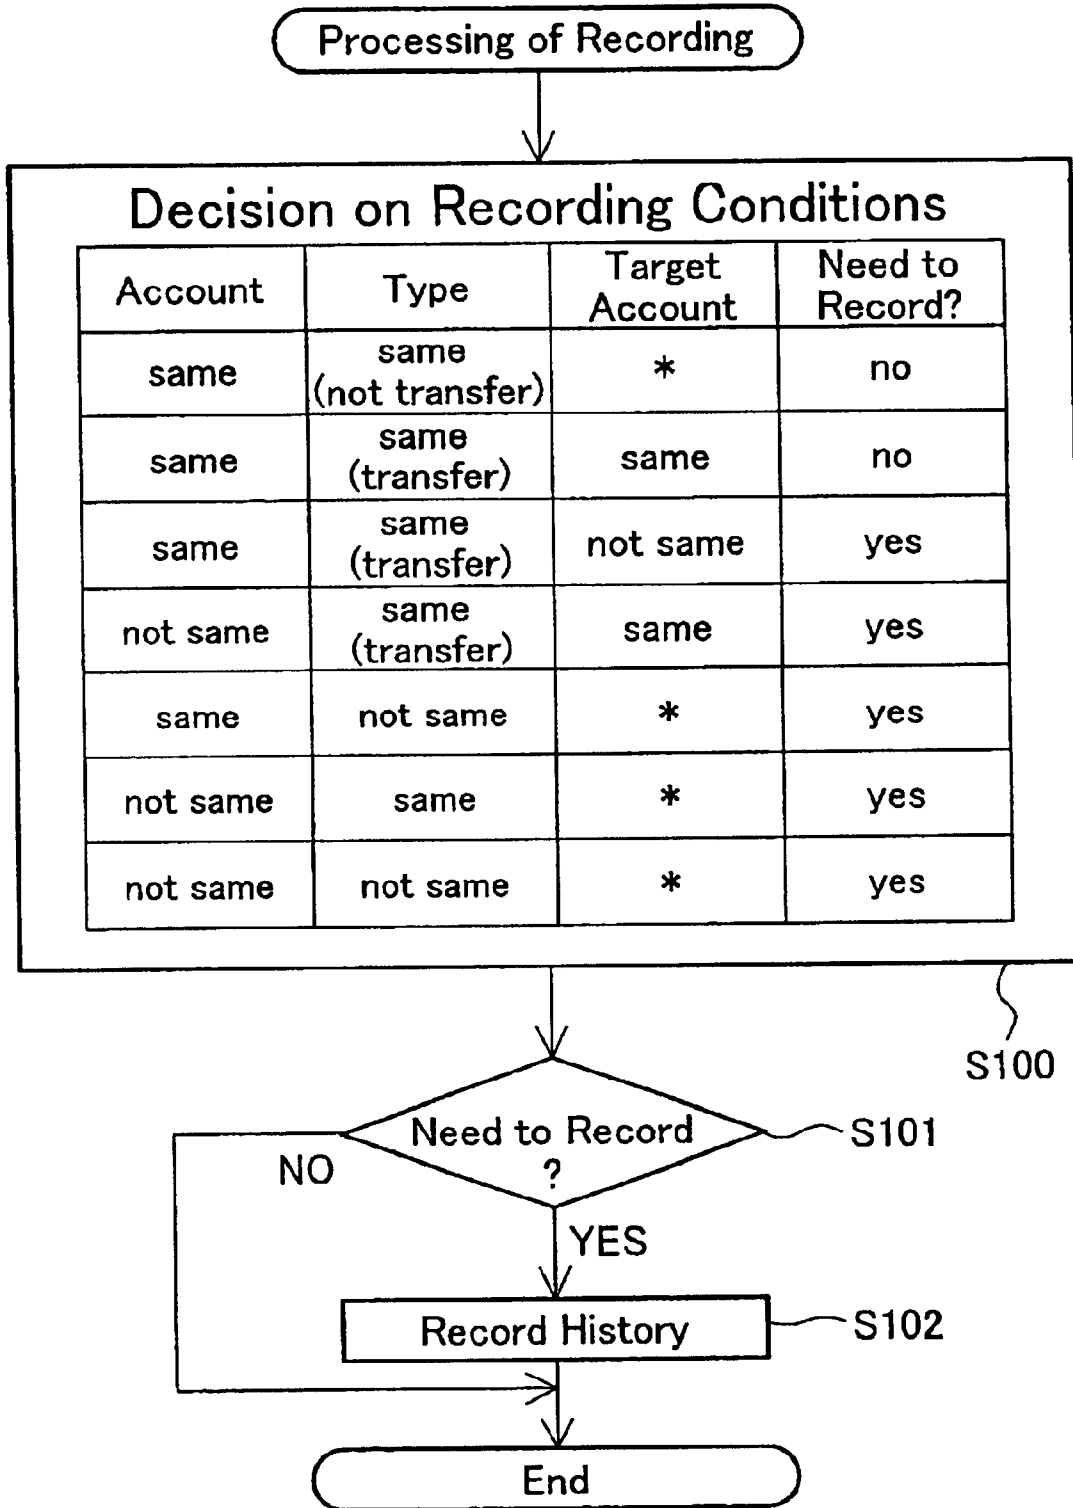 Processing of Recording
Decision on Recording Conditions
Account Type Target Account Need to Record?
same same (not transfer) * no
same same (transfer) same no
same same (transfer) not same yes
not same same (transfer) same yes
same not same * yes
not same same * yes
not same not same * yes
S100
Need to Record
?
S101
NO
YES
Record History
S102
End